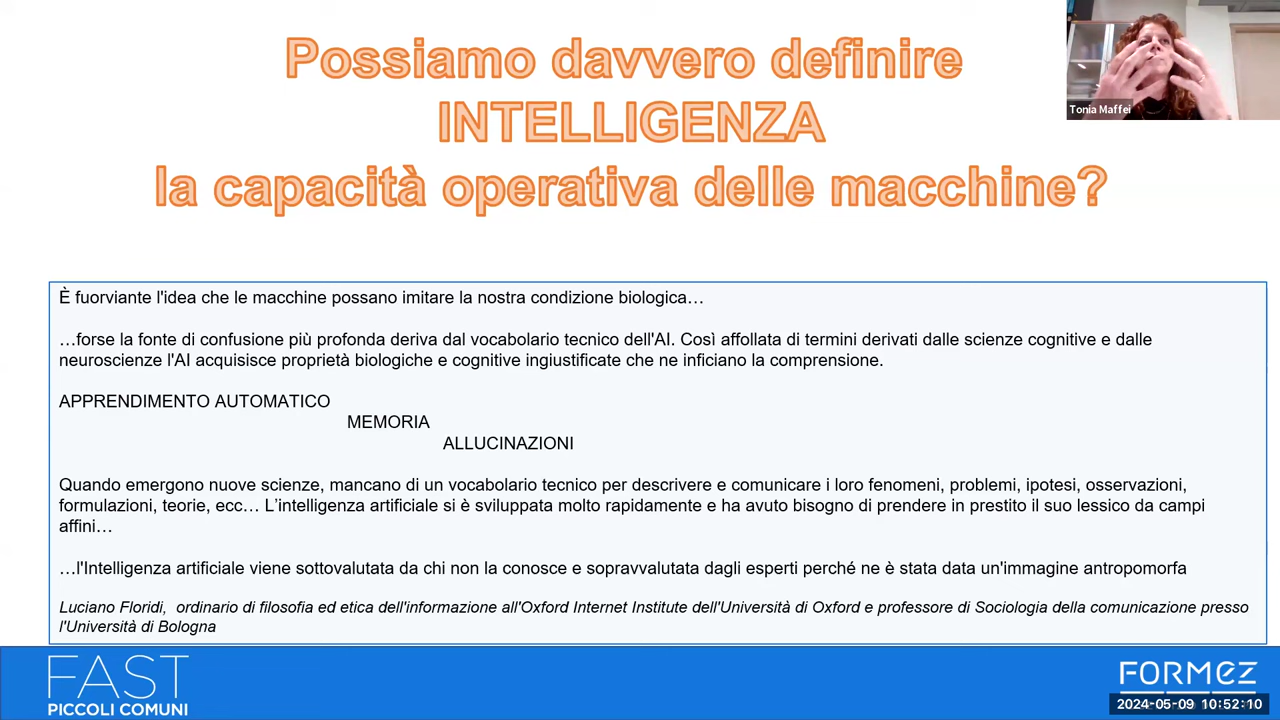 Possiamo davvero definire
INTELLIGENZA
la capacità operativa delle macchine?
Tonia Maffei
È fuorviante l'idea che le macchine possano imitare la nostra condizione biologica…
…forse la fonte di confusione più profonda deriva dal vocabolario tecnico dell'AI. Così affollata di termini derivati dalle scienze cognitive e dalle
neuroscienze l'AI acquisisce proprietà biologiche e cognitive ingiustificate che ne inficiano la comprensione.
APPRENDIMENTO AUTOMATICO
MEMORIA
ALLUCINAZIONI
Quando emergono nuove scienze, mancano di un vocabolario tecnico per descrivere e comunicare i loro fenomeni, problemi, ipotesi, osservazioni,
formulazioni, teorie, ecc… L’intelligenza artificiale si è sviluppata molto rapidamente e ha avuto bisogno di prendere in prestito il suo lessico da campi
affini…
…l'Intelligenza artificiale viene sottovalutata da chi non la conosce e sopravvalutata dagli esperti perché ne è stata data un'immagine antropomorfa
Luciano Floridi, ordinario di filosofia ed etica dell'informazione all'Oxford Internet Institute dell'Università di Oxford e professore di Sociologia della comunicazione presso
l'Università di Bologna
FAST
PICCOLI COMUNI
FORMEZ
2024-05-09 10:52:10